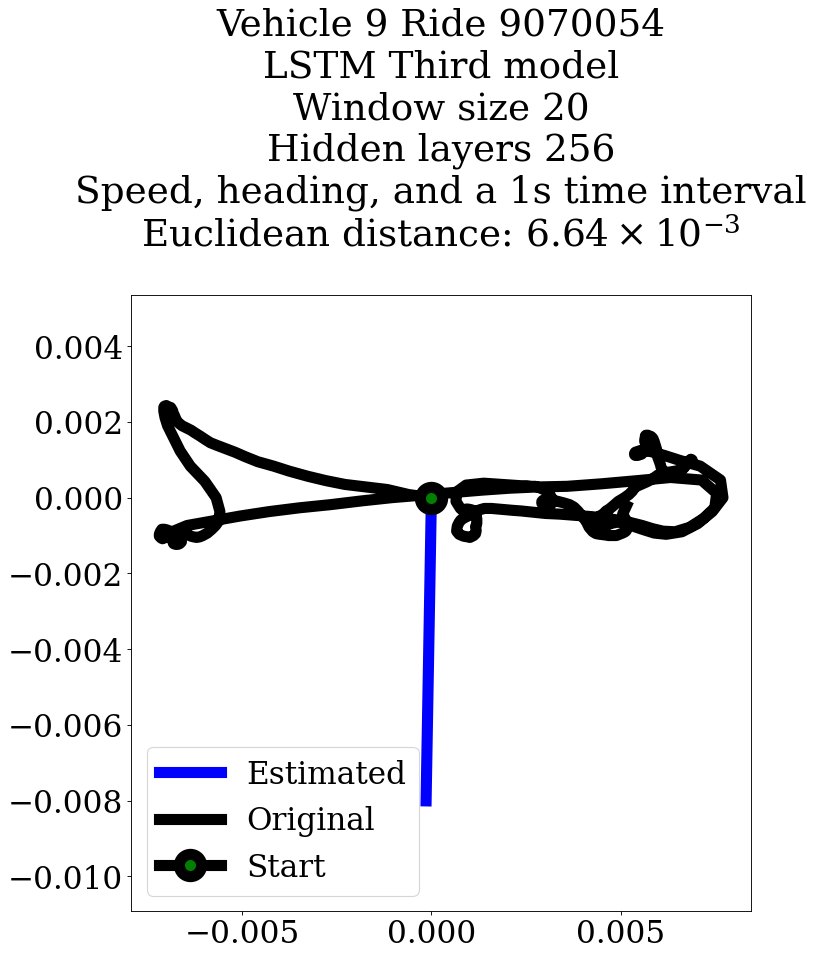 Vehicle 9 Ride 9070054
LSTM Third model
Window size 20
Hidden layers 256
Speed, heading, and a 1s time interval
Euclidean distance: 6.64 × 10⁻³
0.004
0.002
0.000
−0.002
−0.004
−0.006
−0.008
−0.010
Estimated
Original
Start
−0.005 0.000 0.005